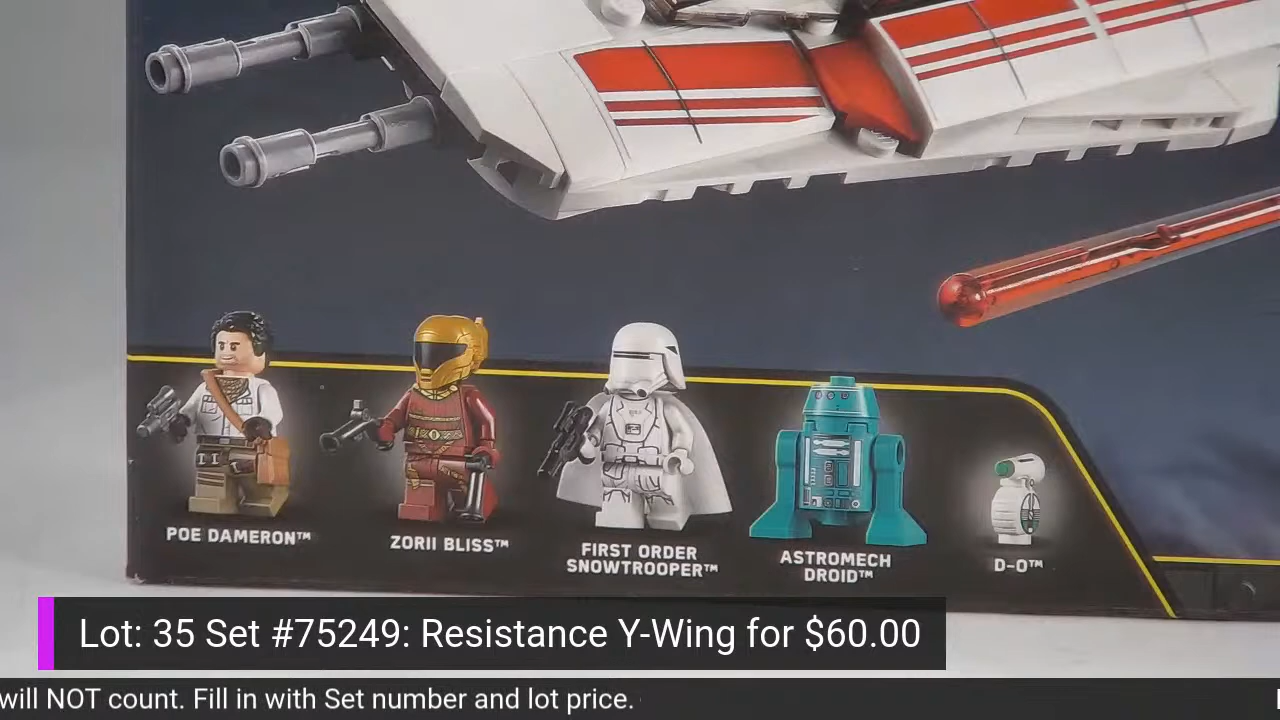 POE DAMERON™
ZORII BLISS™
FIRST ORDER
SNOWTROOPER™
ASTROMECH
DROID™
D-O™
Lot: 35 Set #75249: Resistance Y-Wing for $60.00
will NOT count. Fill in with Set number and lot price.